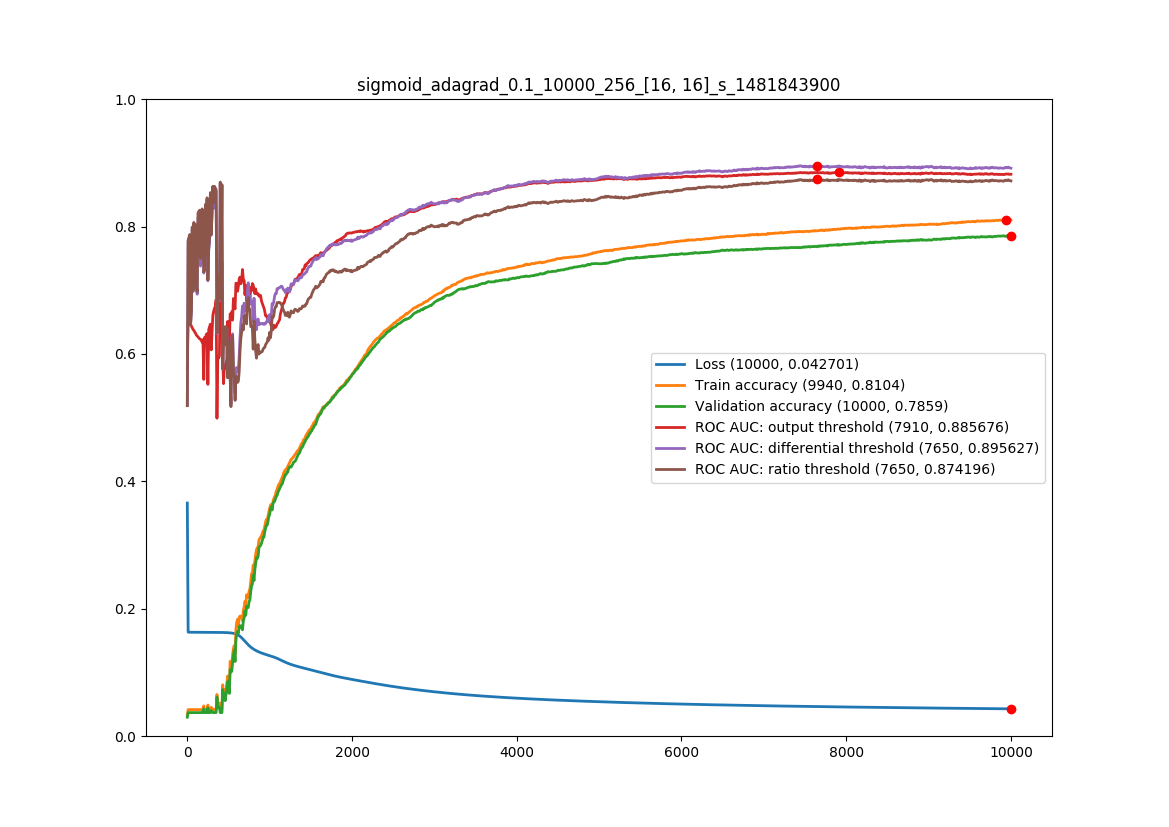 sigmoid_adagrad_0.1_10000_256_[16, 16]_s_1481843900
1.0
0.8
0.6
0.4
0.2
0.0
Loss (10000, 0.042701)
Train accuracy (9940, 0.8104)
Validation accuracy (10000, 0.7859)
ROC AUC: output threshold (7910, 0.885676)
ROC AUC: differential threshold (7650, 0.895627)
ROC AUC: ratio threshold (7650, 0.874196)
0 2000 4000 6000 8000 10000